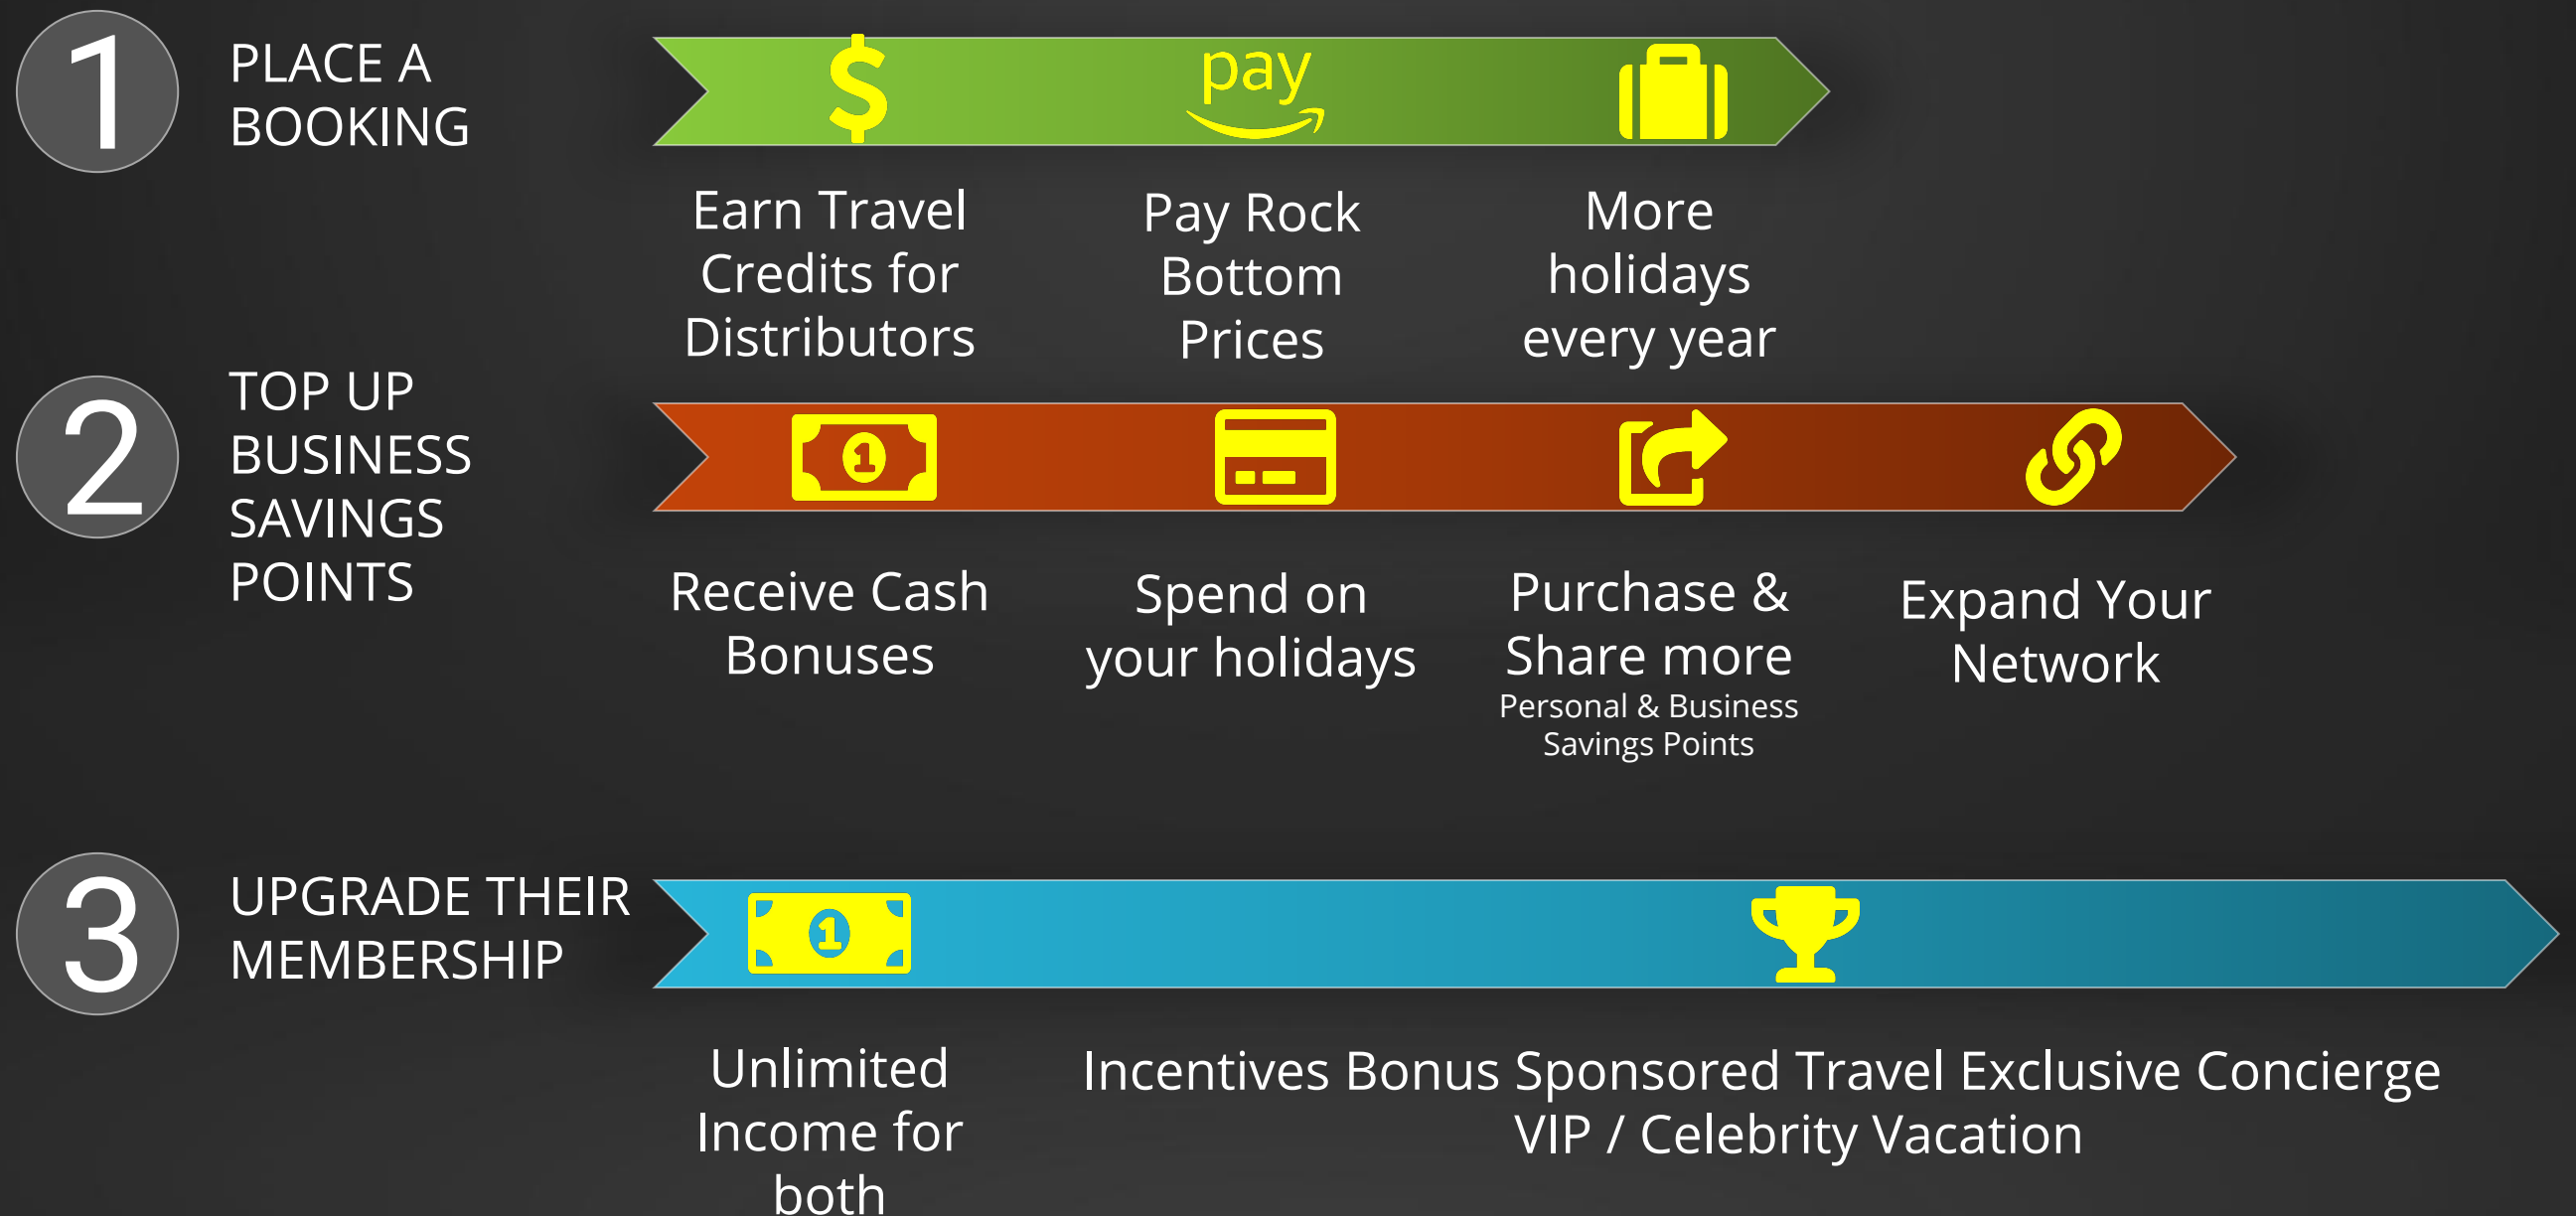 1
PLACE A
BOOKING
pay
Earn Travel
Credits for
Distributors
Pay Rock
Bottom
Prices
More
holidays
every year
2
TOP UP
BUSINESS
SAVINGS
POINTS
1
Receive Cash
Bonuses
Spend on
your holidays
Purchase &
Share more
Personal & Business
Savings Points
Expand Your
Network
3
UPGRADE THEIR
MEMBERSHIP
1
Unlimited
Income for
both
Incentives Bonus Sponsored Travel Exclusive Concierge
VIP / Celebrity Vacation